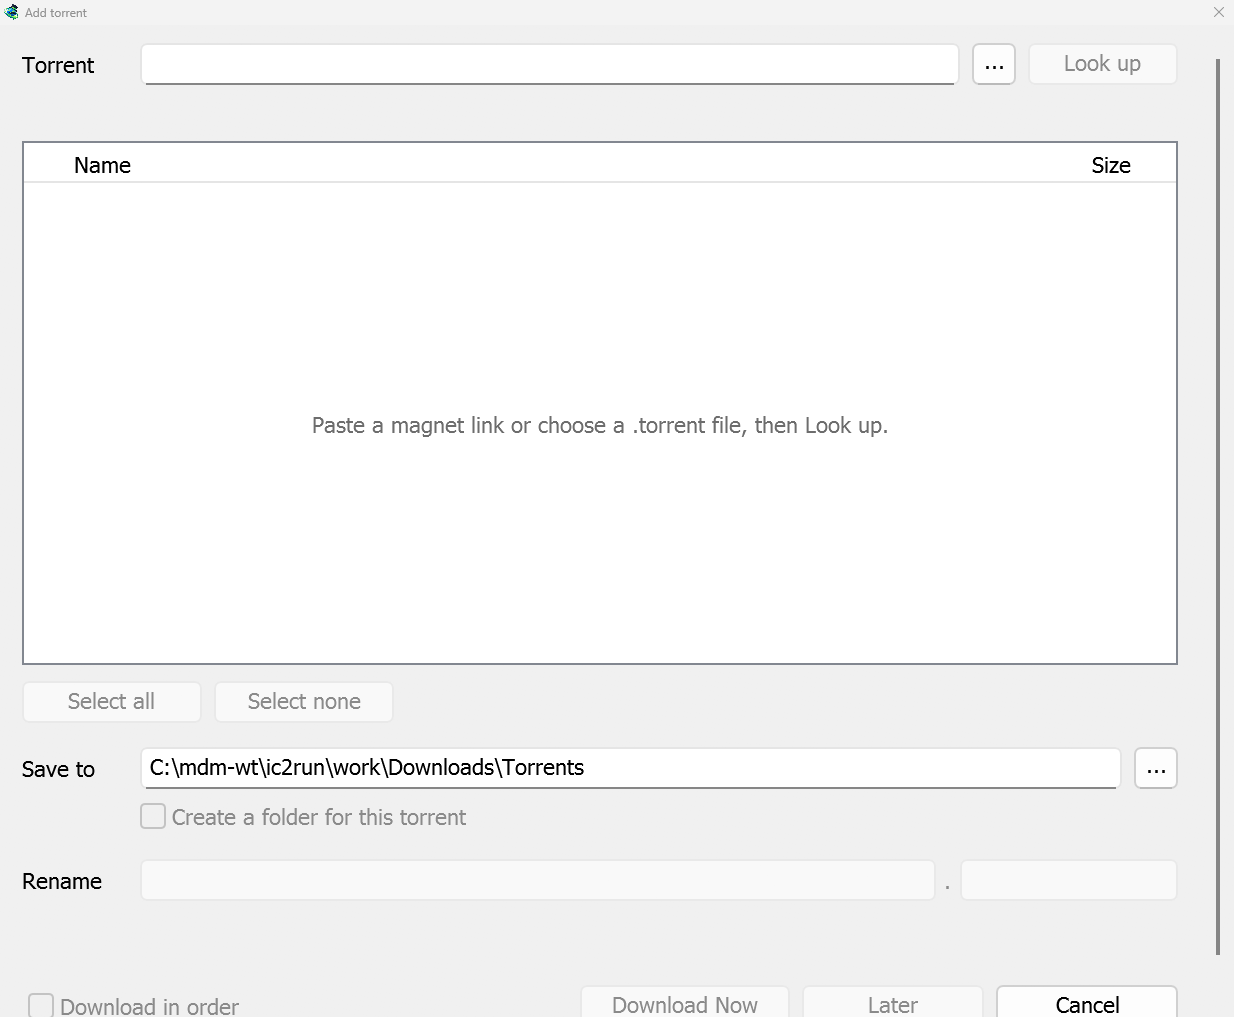 Add torrent
Torrent ... Look up
Name Size
Paste a magnet link or choose a .torrent file, then Look up.
Select all Select none
Save to C:\mdm-wt\ic2run\work\Downloads\Torrents ...
Create a folder for this torrent
Rename .
Download in order Download Now Later Cancel